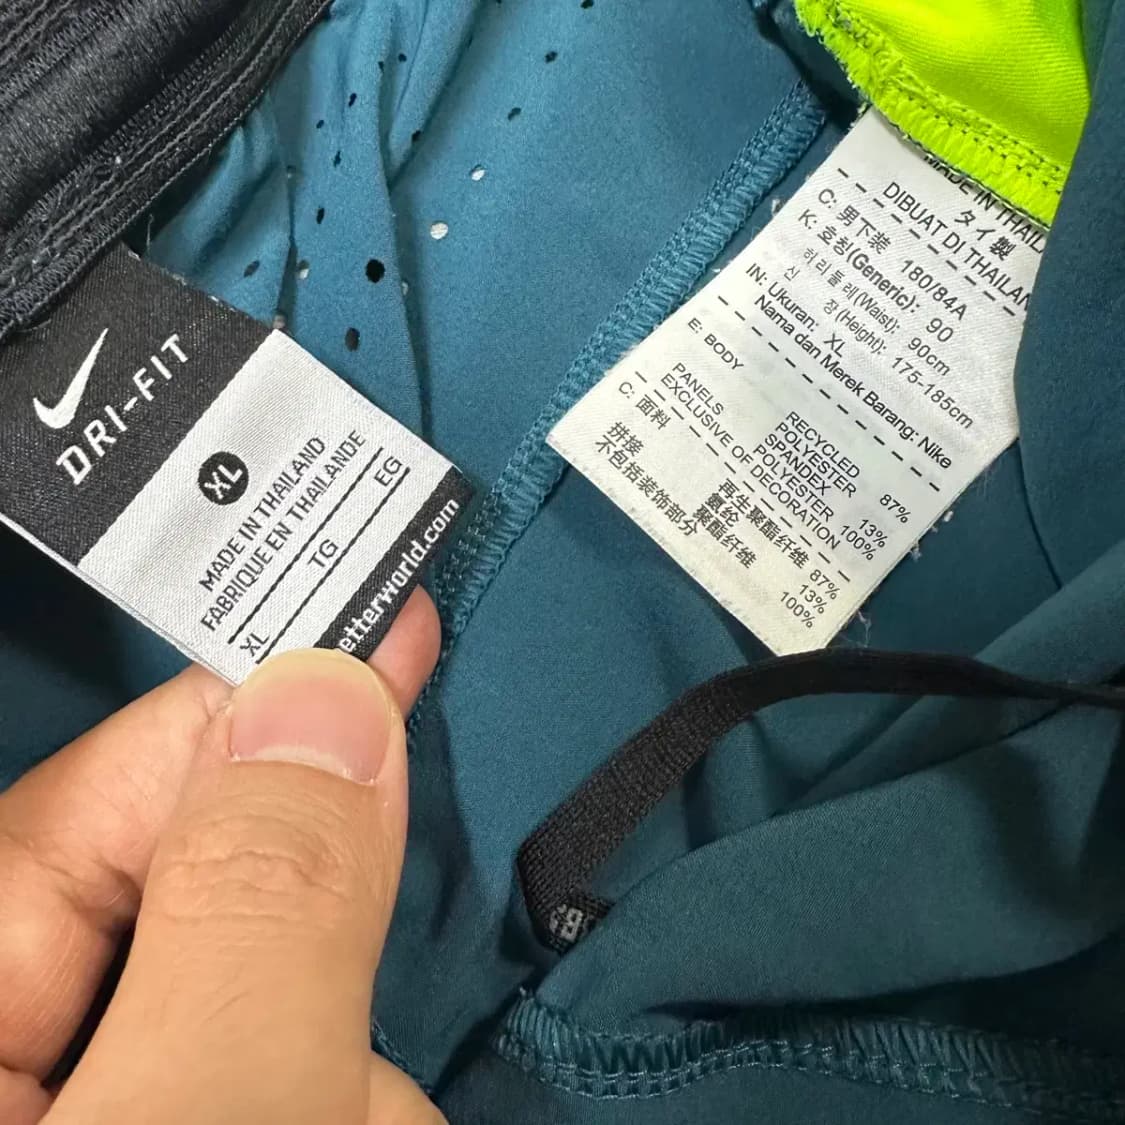 DRI-FIT
XL
MADE IN THAILAND
FABRIQUE EN THAILANDE
XL TG EG
etterworld.com
MADE IN THAIL
タイ製
DIBUAT DI THAILAN
C: 男下装 180/84A
K: 호칭(Generic): 90
허리둘레(Waist): 90cm
신 장(Height): 175-185cm
IN: Ukuran: XL
Nama dan Merek Barang: Nike
E: BODY
RECYCLED
POLYESTER 87%
SPANDEX 13%
PANELS POLYESTER 100%
EXCLUSIVE OF DECORATION
C: 面料 再生聚酯纤维 87%
氨纶 13%
拼接 聚酯纤维 100%
不包括装饰部分